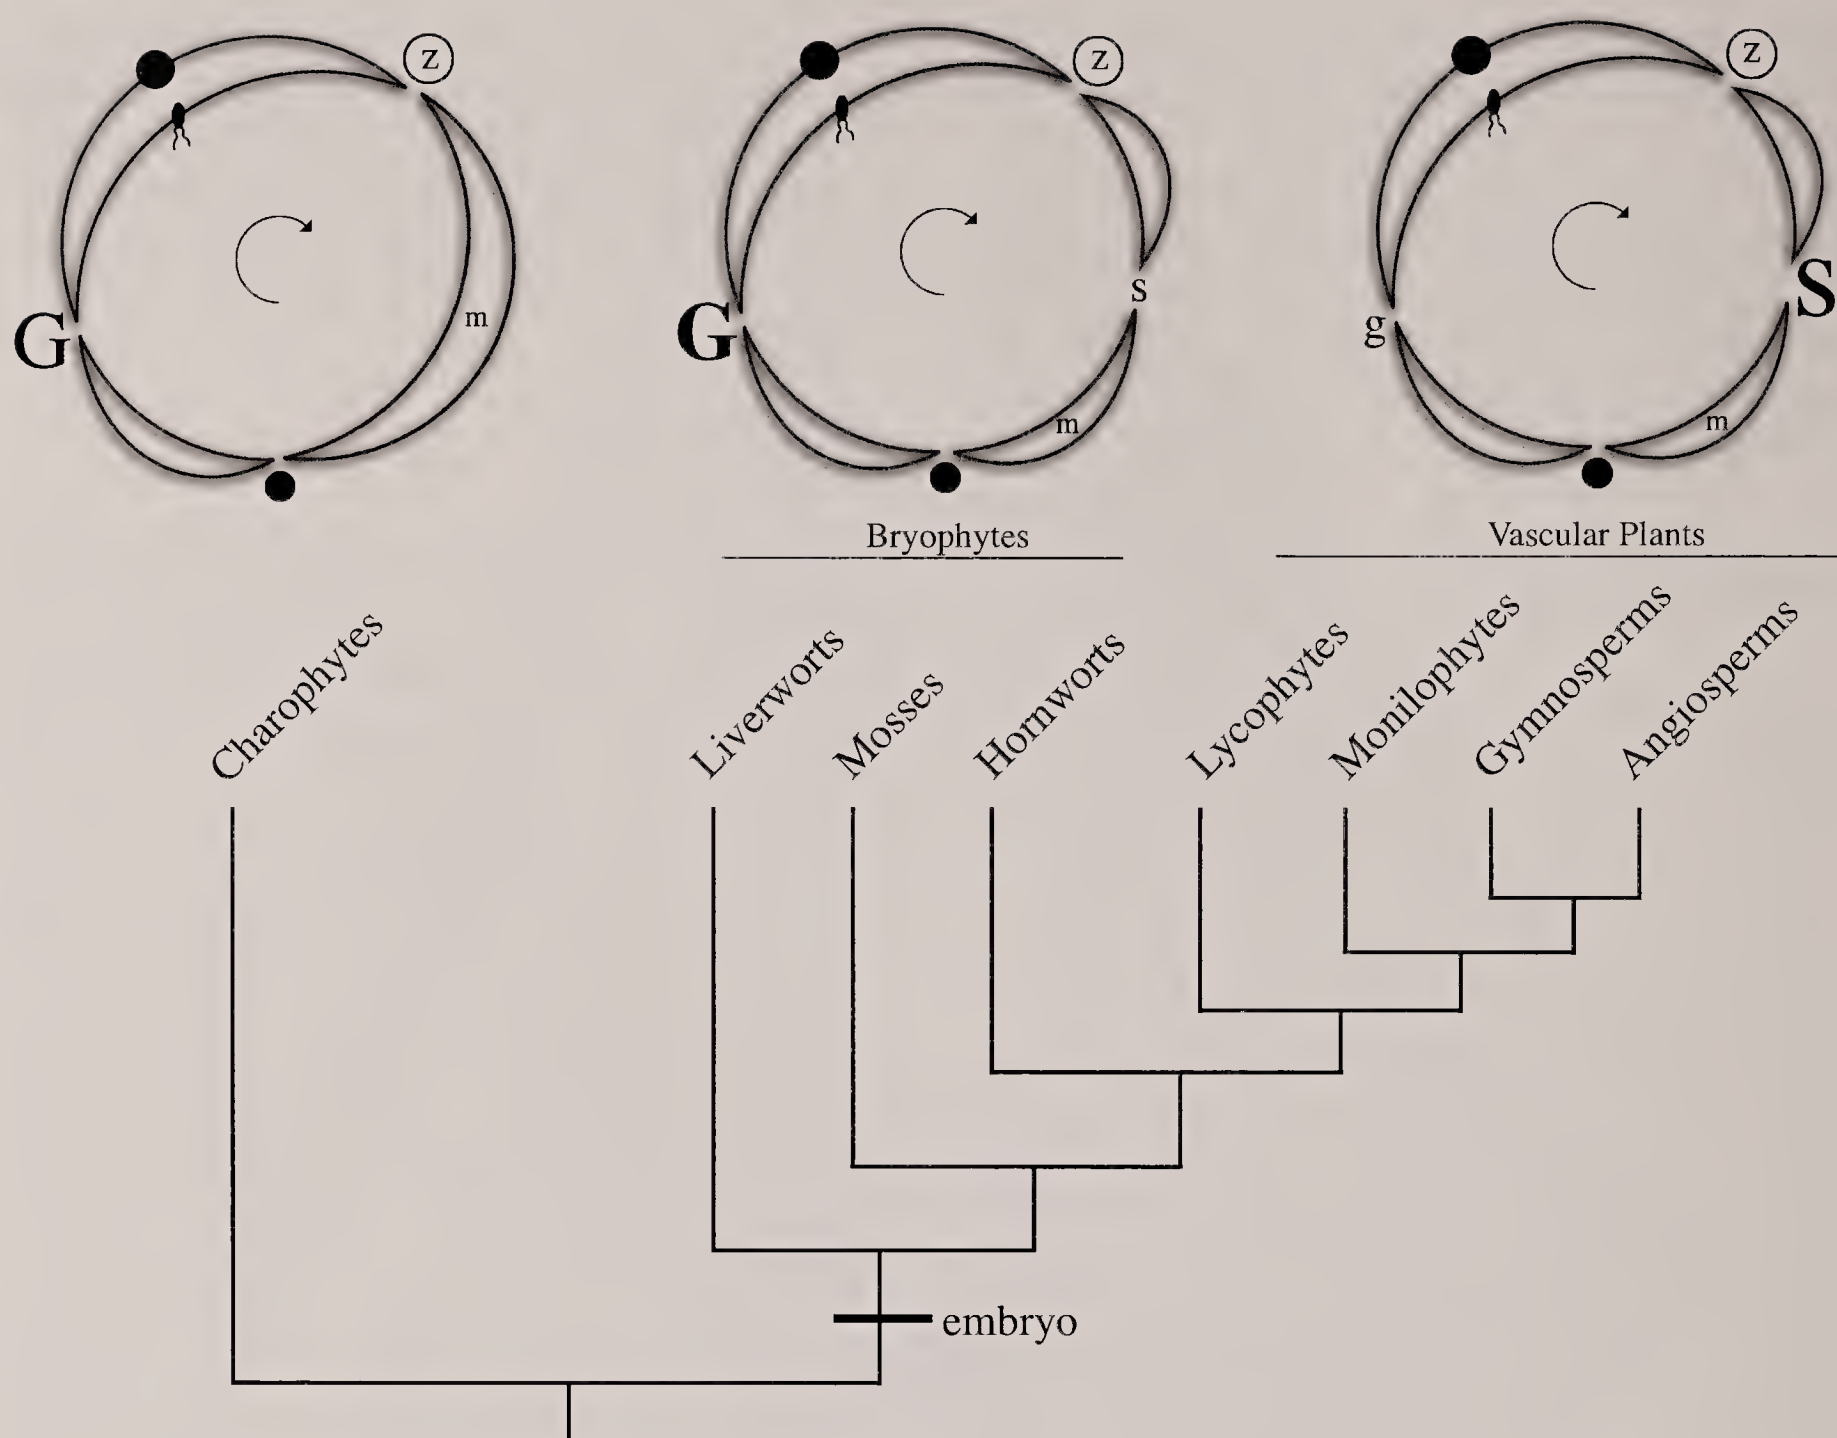 z
z
z
m
s
S
G
G
g
m
m
Bryophytes
Vascular Plants
Charophytes
Liverworts
Mosses
Hornworts
Lycophytes
Monilophytes
Gymnosperms
Angiosperms
embryo